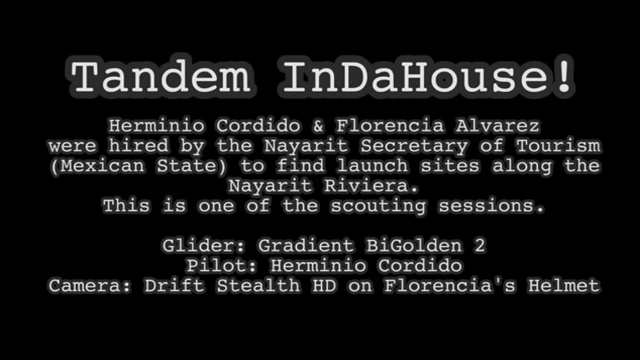 Tandem InDaHouse!
Herminio Cordido & Florencia Alvarez
were hired by the Nayarit Secretary of Tourism
(Mexican State) to find launch sites along the
Nayarit Riviera.
This is one of the scouting sessions.
Glider: Gradient BiGolden 2
Pilot: Herminio Cordido
Camera: Drift Stealth HD on Florencia's Helmet